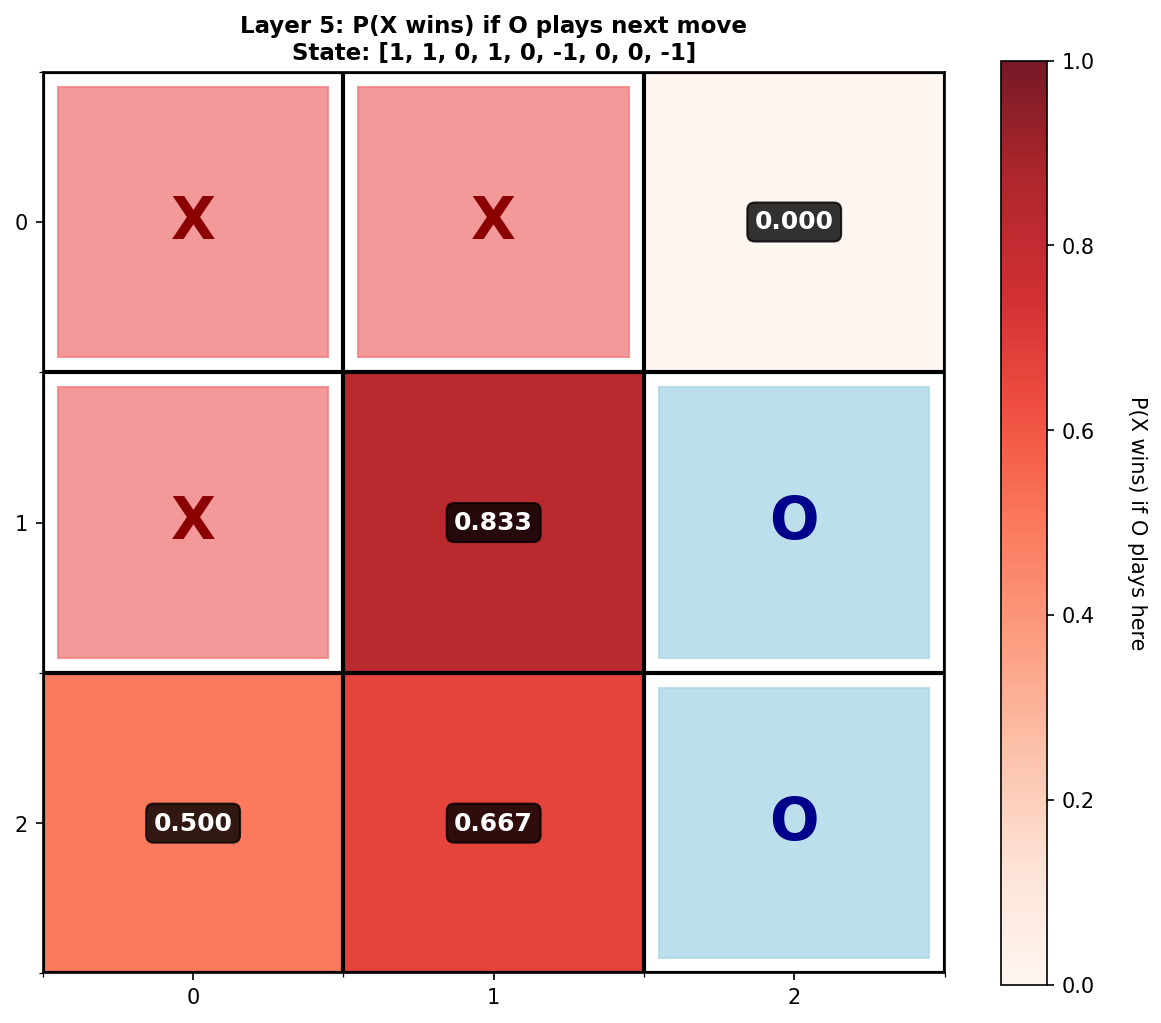 Layer 5: P(X wins) if O plays next move
State: [1, 1, 0, 1, 0, -1, 0, 0, -1]
0
X
X
0.000
1
X
0.833
O
2
0.500
0.667
O
0
1
2
1.0
0.8
0.6
0.4
0.2
0.0
P(X wins) if O plays here